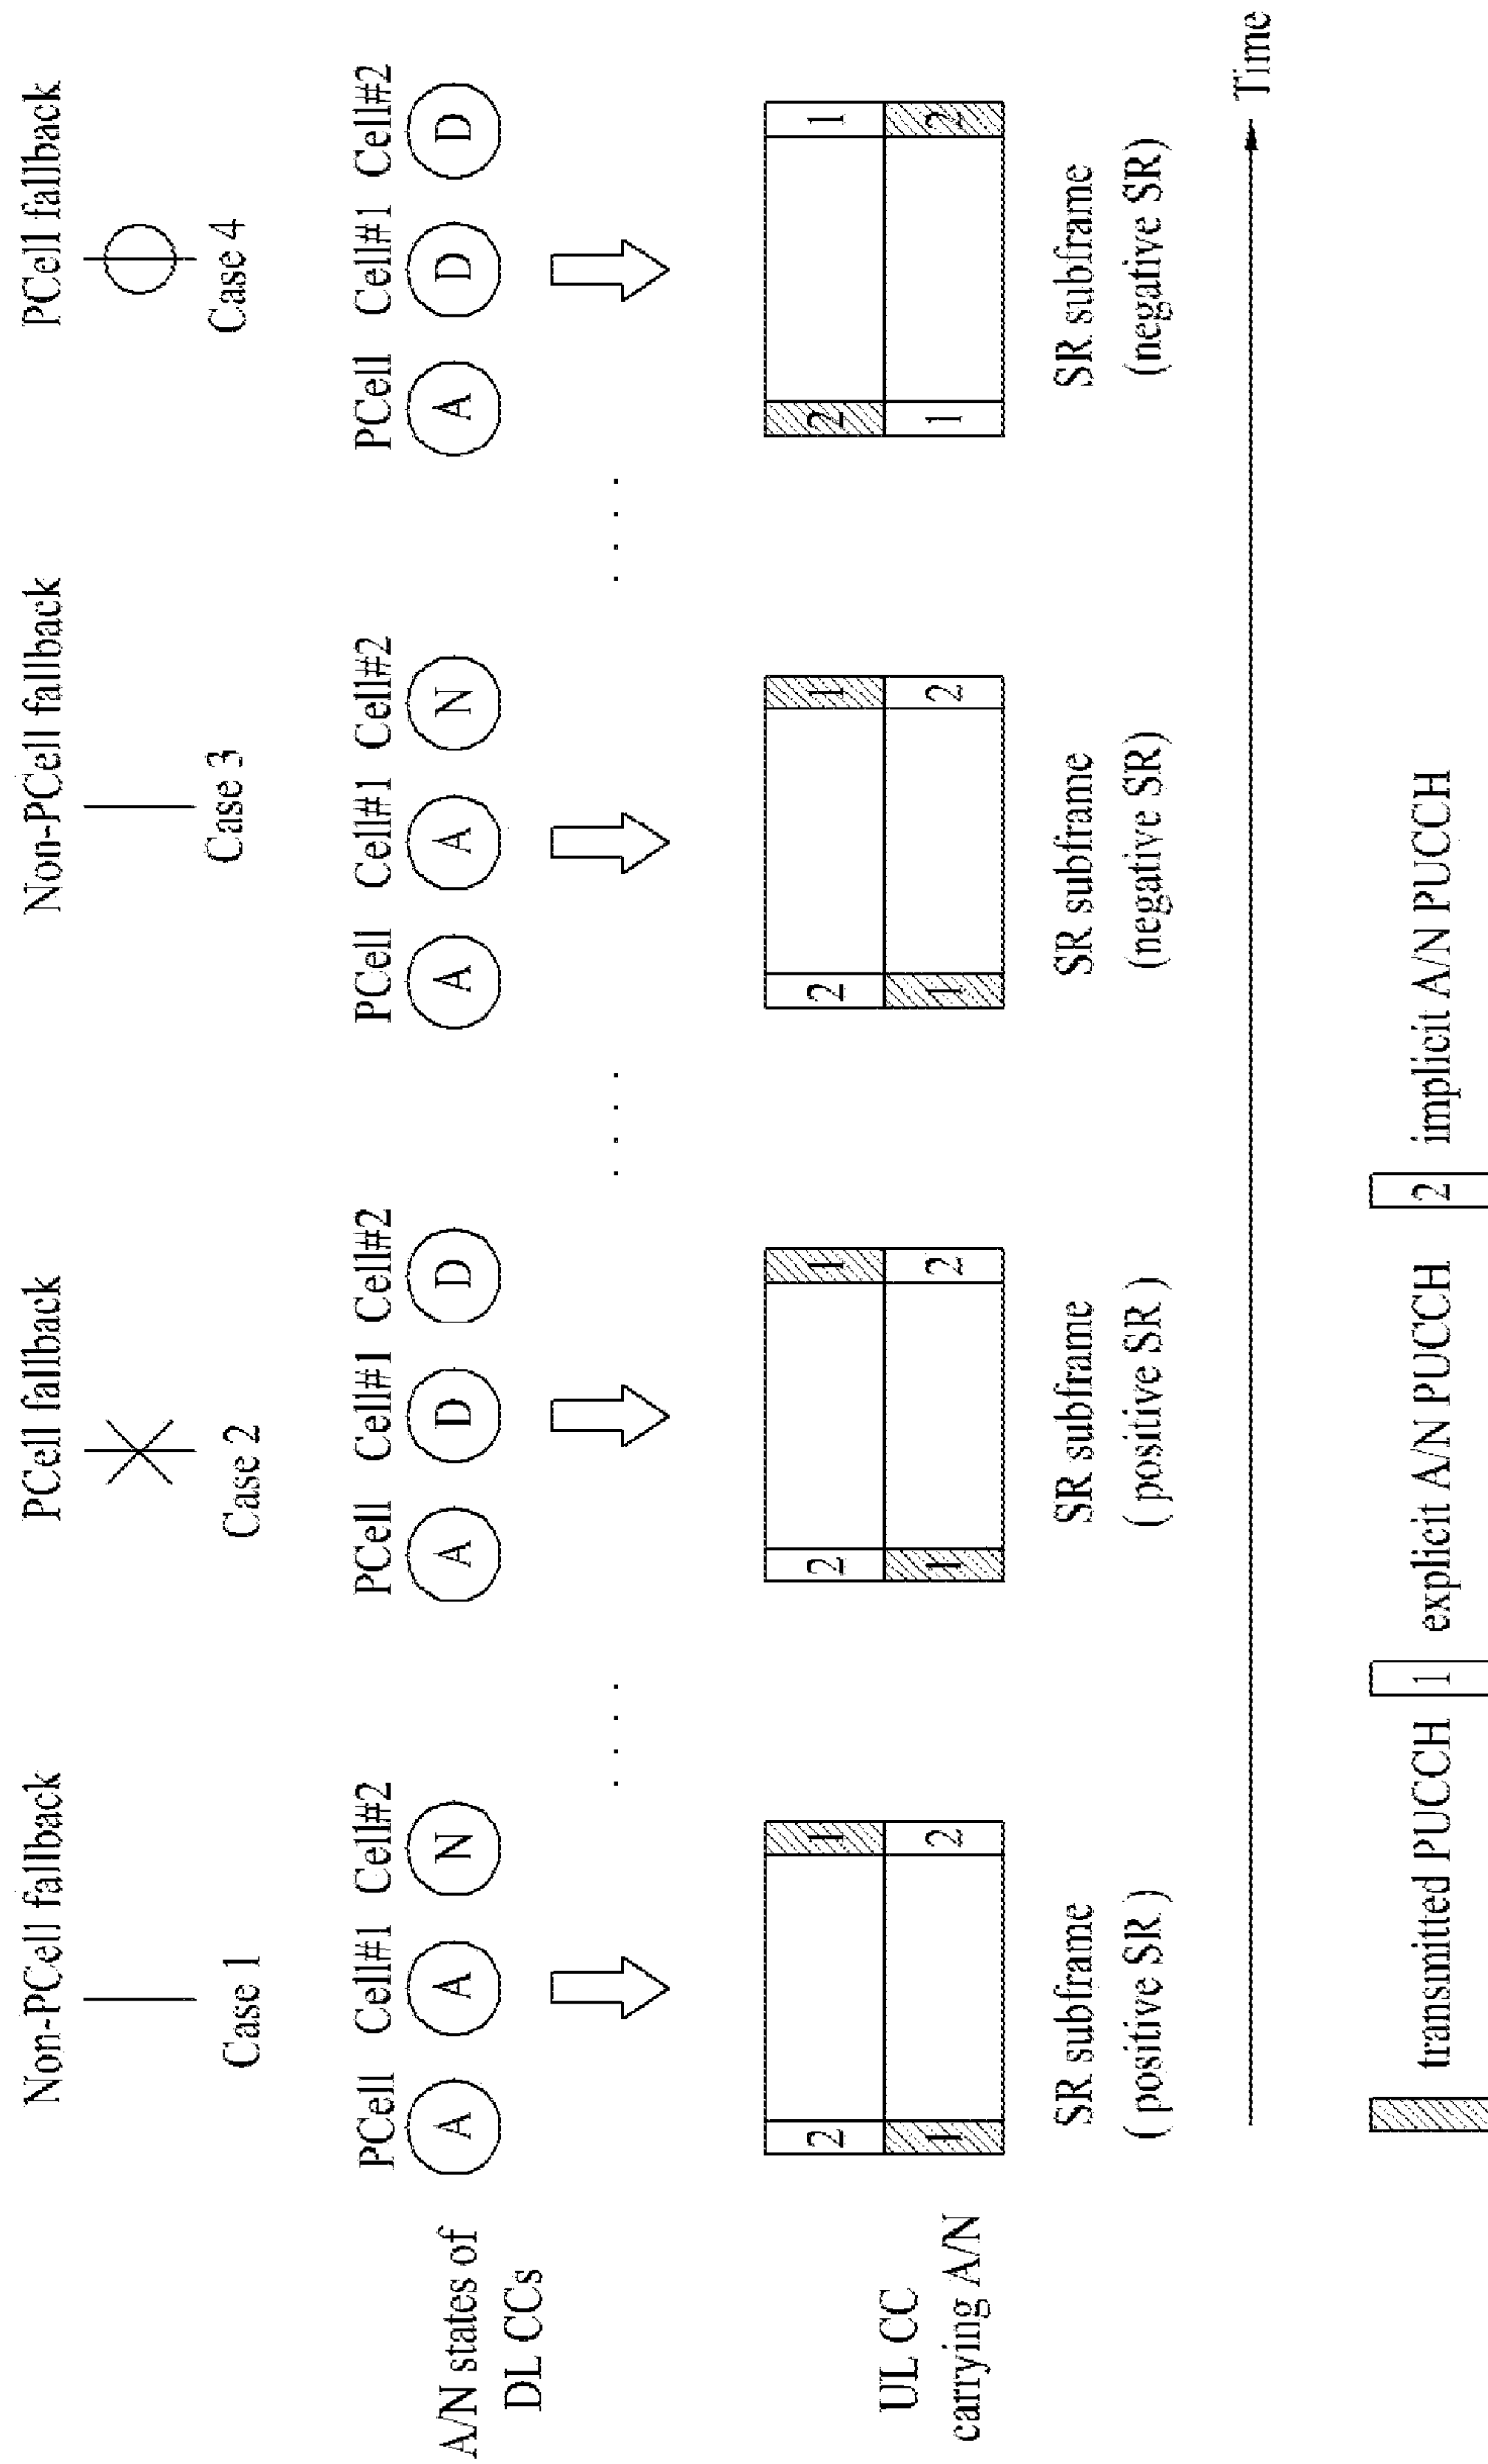 Non-PCell fallback
PCell fallback
Non-PCell fallback
PCell fallback
Case 1
Case 2
Case 3
Case 4
A/N states of
DL CCs
PCell Cell#1 Cell#2
A A N
PCell Cell#1 Cell#2
A D D
PCell Cell#1 Cell#2
A A N
PCell Cell#1 Cell#2
A D D
UL CC
carrying A/N
2 1
1 2
2 1
1 2
2 1
1 2
2 1
1 2
SR subframe
( positive SR )
SR subframe
( positive SR )
SR subframe
(negative SR)
SR subframe
(negative SR)
Time
transmitted PUCCH
1 explicit A/N PUCCH
2 implicit A/N PUCCH